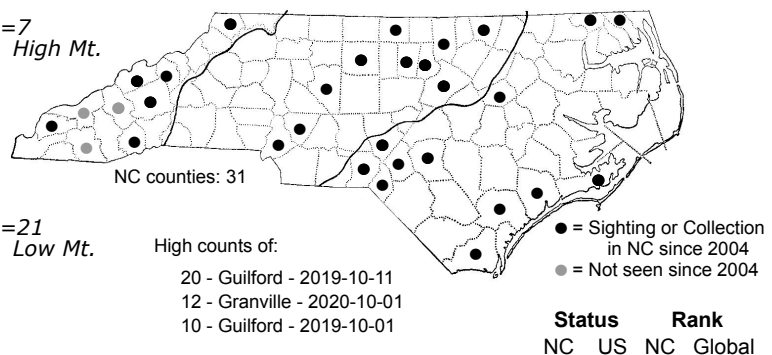 =7
High Mt.
NC counties: 31
=21
Low Mt.
High counts of:
20 - Guilford - 2019-10-11
12 - Granville - 2020-10-01
10 - Guilford - 2019-10-01
● = Sighting or Collection
in NC since 2004
● = Not seen since 2004
Status Rank
NC US NC Global